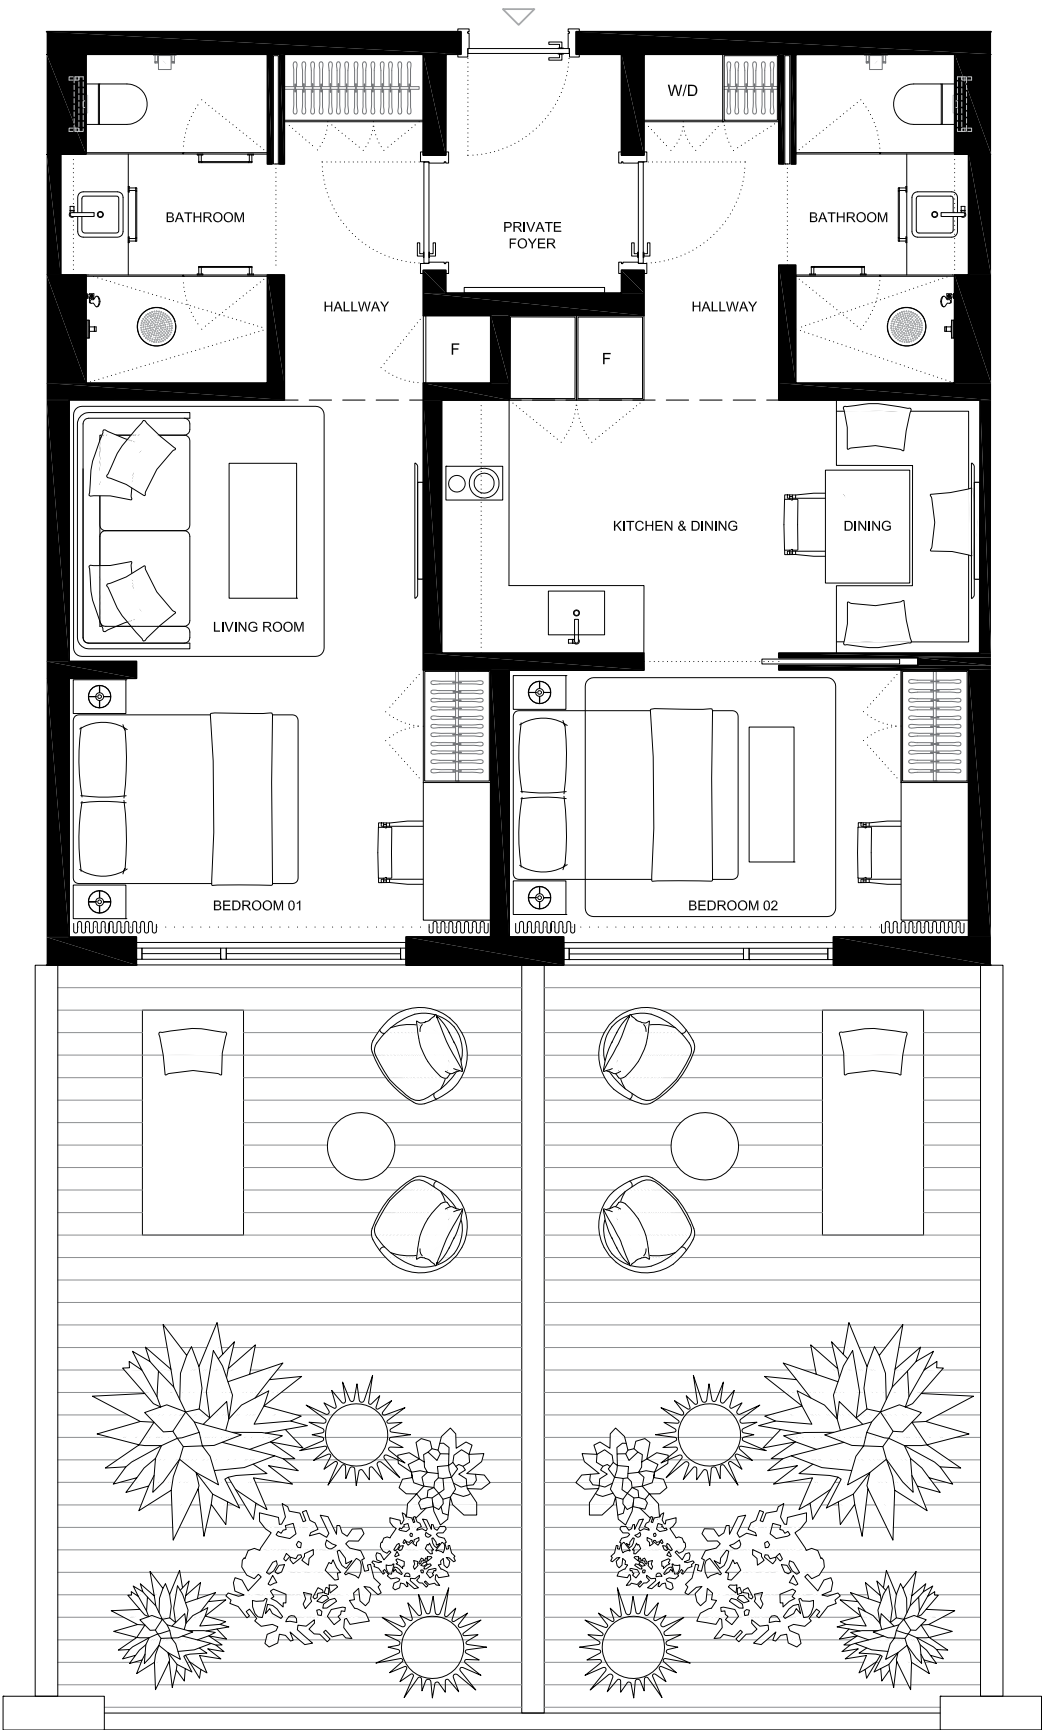 W/D
BATHROOM
PRIVATE
FOYER
BATHROOM
HALLWAY
HALLWAY
F
F
KITCHEN & DINING
DINING
LIVING ROOM
BEDROOM 01
BEDROOM 02